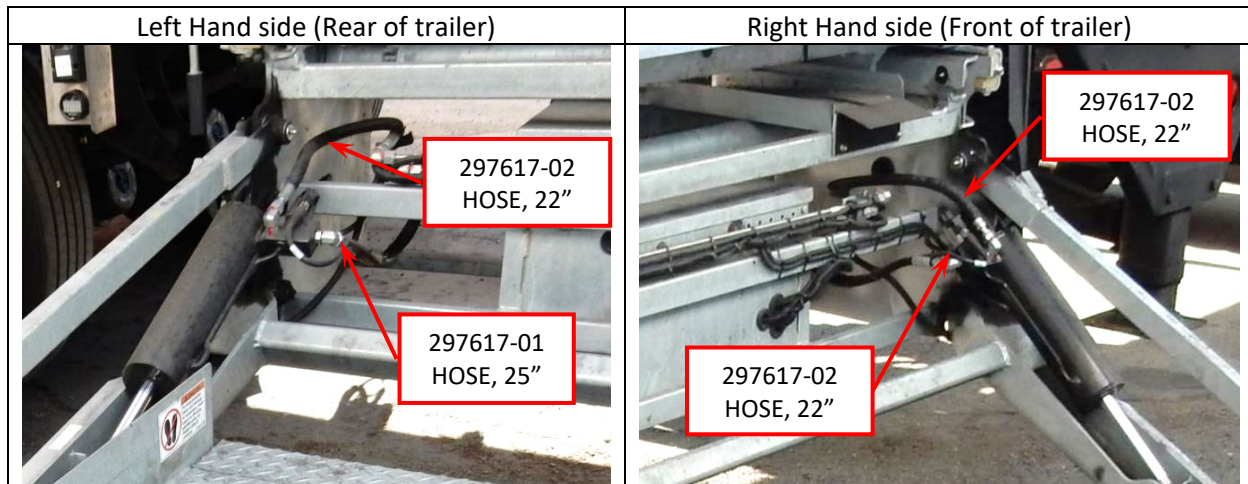 Left Hand side (Rear of trailer)
Right Hand side (Front of trailer)
297617-02
HOSE, 22”
297617-01
HOSE, 25”
297617-02
HOSE, 22”
297617-02
HOSE, 22”